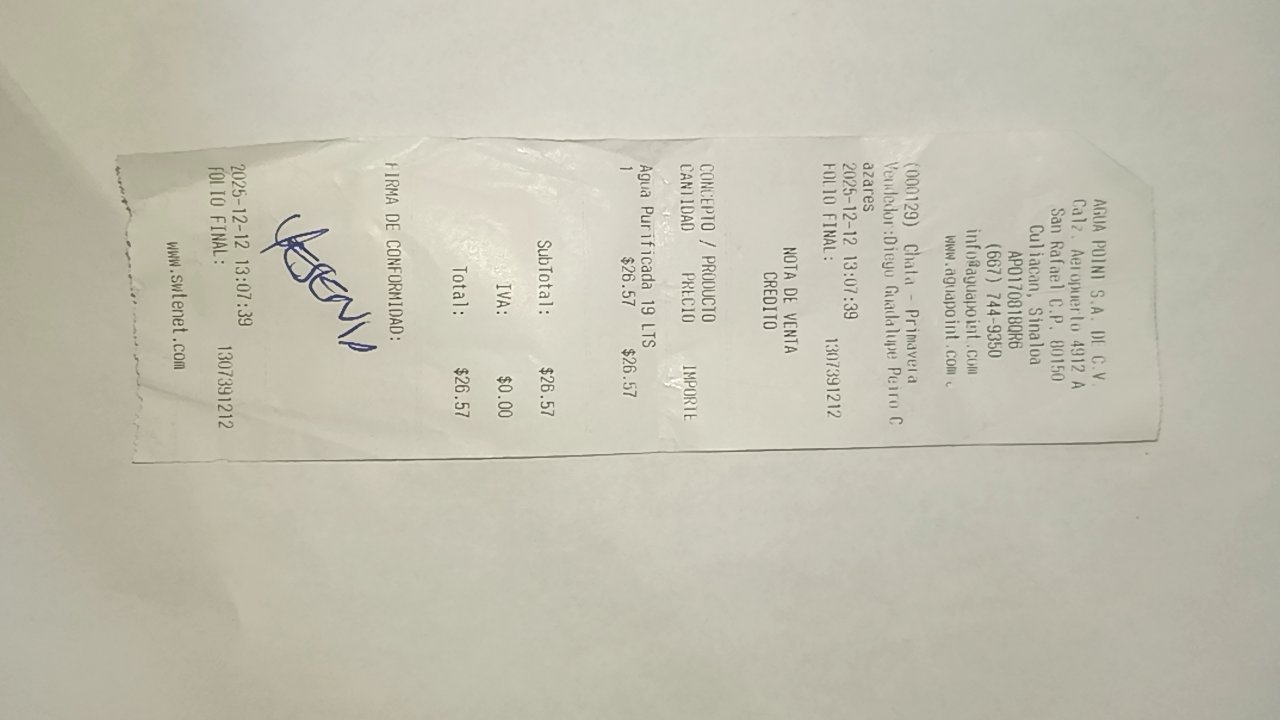 AGUA POINT S.A. DE C.V.
Calz. Aeropuerto 4912 A
San Rafael C.P. 80150
Culiacan, Sinaloa
APO170818QR6
(667) 744-9350
info@aguapoint.com
www.aguapoint.com.
(000129) Chata - Primavera
Vendedor:Diego Guadalupe Peiro C
azares
2025-12-12 13:07:39
FOLIO FINAL: 1307391212
NOTA DE VENTA
CREDITO
CONCEPTO / PRODUCTO
CANTIDAD PRECIO IMPORTE
Agua Purificada 19 LTS
1 $26.57 $26.57
SubTotal: $26.57
IVA: $0.00
Total: $26.57
FIRMA DE CONFORMIDAD:
YESENIA
2025-12-12 13:07:39
FOLIO FINAL: 1307391212
www.swtenet.com